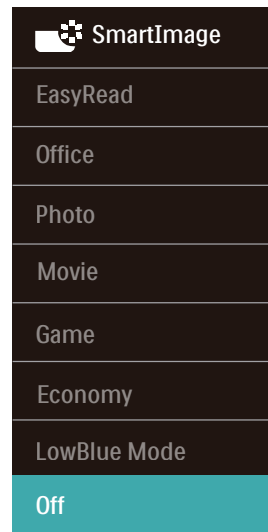 SmartImage
EasyRead
Office
Photo
Movie
Game
Economy
LowBlue Mode
Off